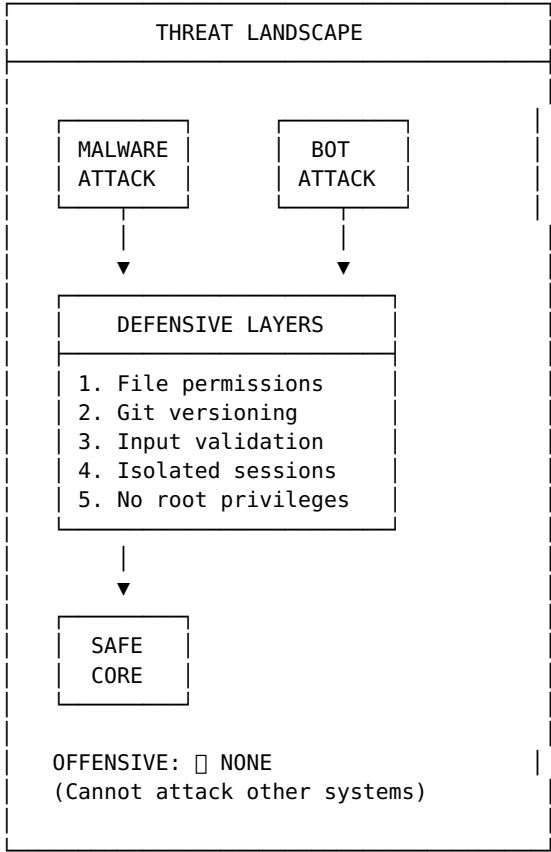 THREAT LANDSCAPE
MALWARE BOT
ATTACK ATTACK
DEFENSIVE LAYERS
1. File permissions
2. Git versioning
3. Input validation
4. Isolated sessions
5. No root privileges
SAFE
CORE
OFFENSIVE: ▯ NONE
(Cannot attack other systems)